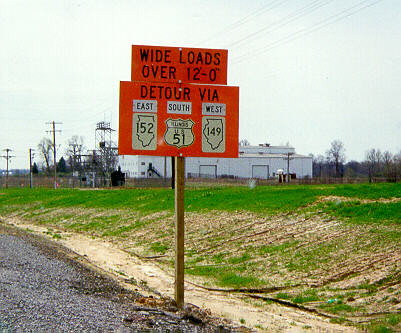 WIDE LOADS
OVER 12'-0"
DETOUR VIA
EAST SOUTH WEST
152 ILLINOIS U S 51 149